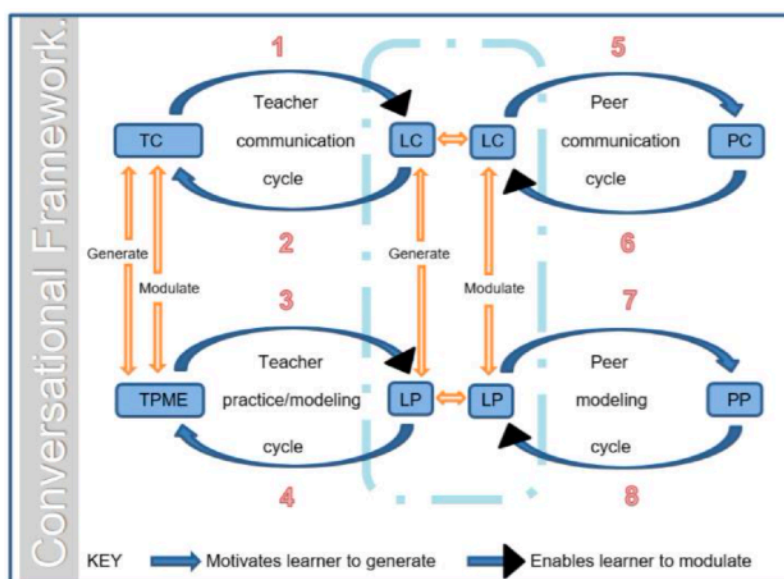 Conversational Framework.
1
5
Teacher
Peer
TC
communication
LC
LC
communication
PC
cycle
cycle
2
6
Generate
Generate
Modulate
Modulate
3
7
Teacher
Peer
TPME
practice/modeling
LP
LP
modeling
PP
cycle
cycle
4
8
KEY
Motivates learner to generate
Enables learner to modulate